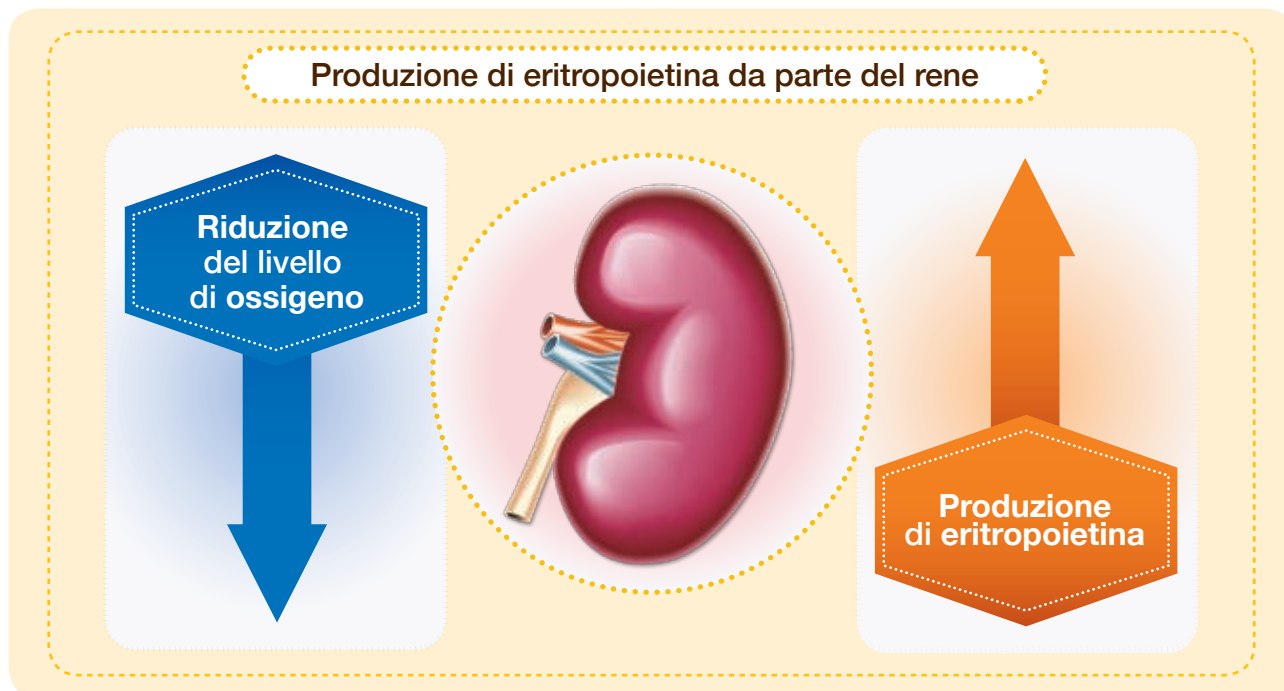 Produzione di eritropoietina da parte del rene
Riduzione
del livello
di ossigeno
Produzione
di eritropoietina